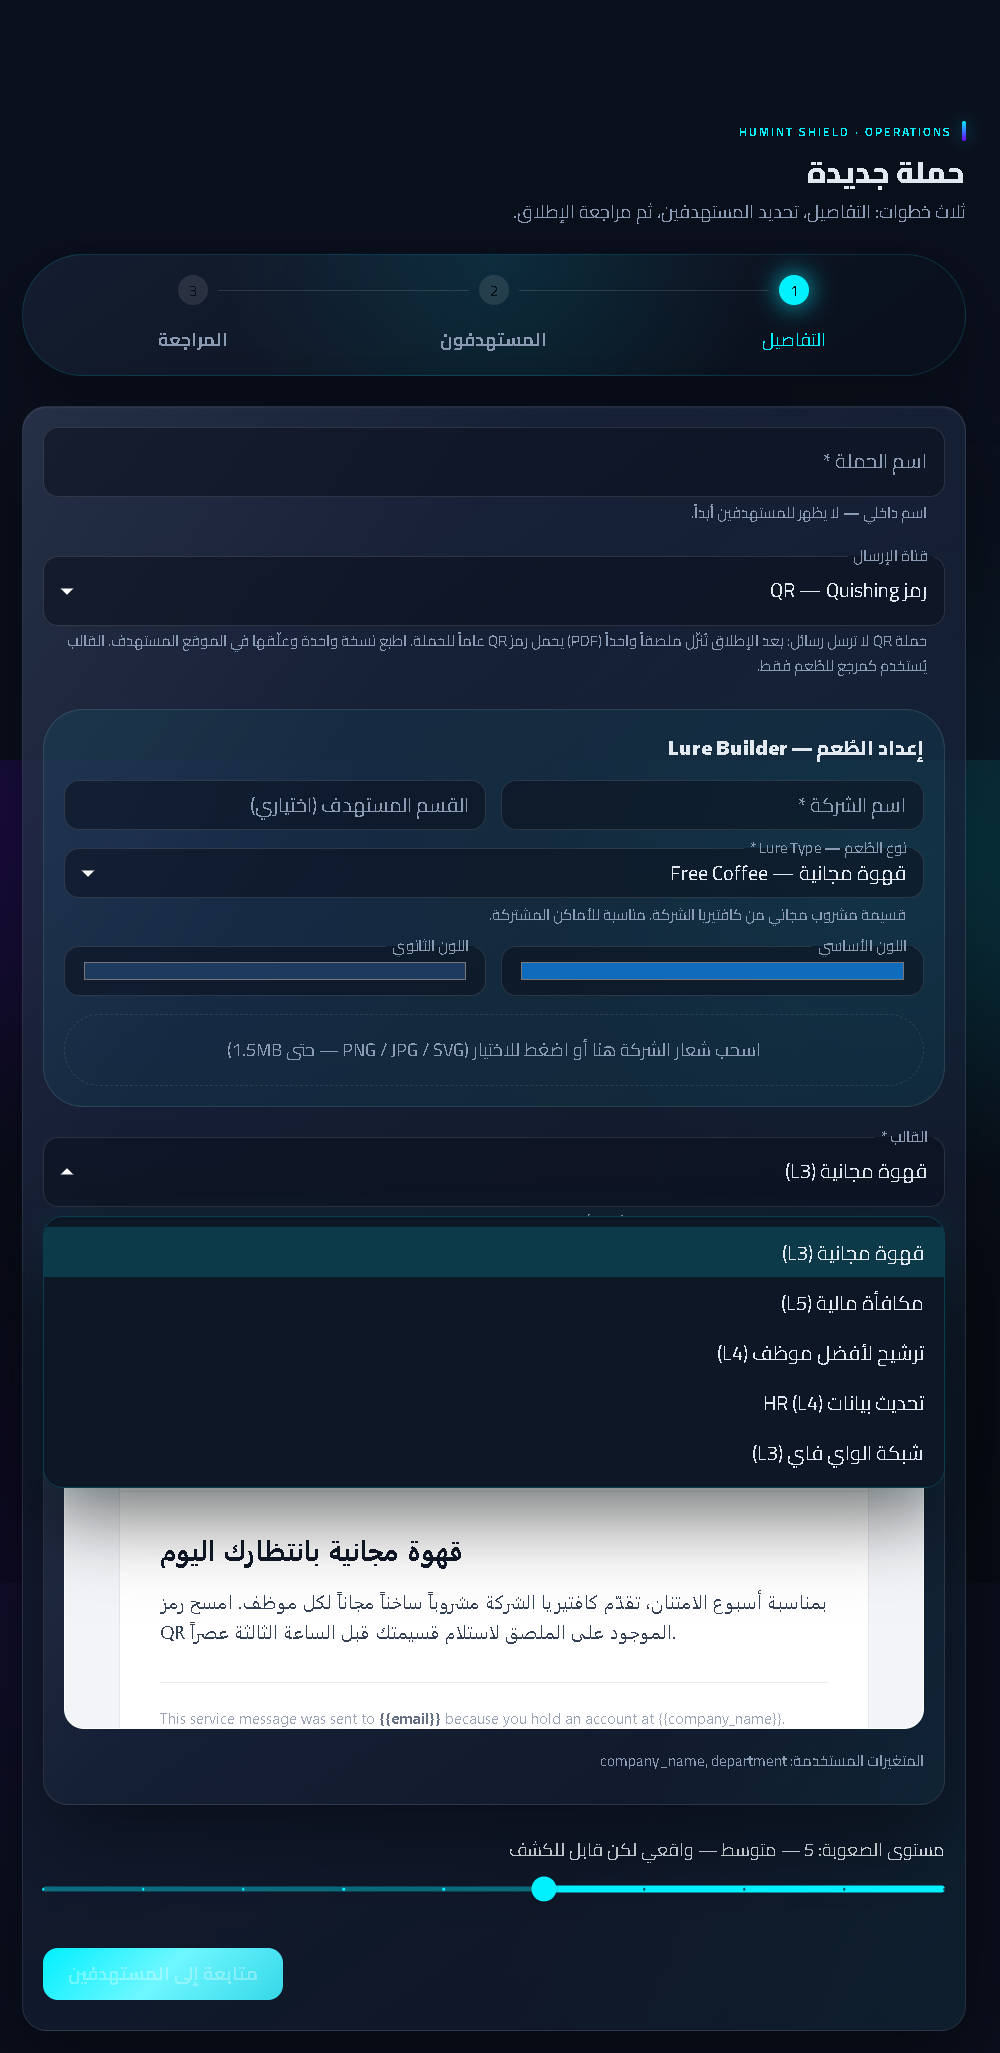 HUMINT SHIELD · OPERATIONS
حملة جديدة
ثلاث خطوات: التفاصيل، تحديد المستهدفين، ثم مراجعة الإطلاق.
1
2
3
التفاصيل
المستهدفون
المراجعة
اسم الحملة *
اسم داخلي — لا يظهر للمستهدفين أبداً.
قناة الإرسال
رمز QR — Quishing
حملة QR لا ترسل رسائل: بعد الإطلاق تُنزّل ملصقاً واحداً (PDF) يحمل رمز QR عاماً للحملة. اطبع نسخة واحدة وعلّقها في الموقع المستهدف. القالب
يُستخدم كمرجع للطُعم فقط.
إعداد الطُعم — Lure Builder
اسم الشركة *
القسم المستهدف (اختياري)
نوع الطُعم — Lure Type *
قهوة مجانية — Free Coffee
قسيمة مشروب مجاني من كافتيريا الشركة. مناسبة للأماكن المشتركة.
اللون الأساسي
اللون الثانوي
اسحب شعار الشركة هنا أو اضغط للاختيار (PNG / JPG / SVG — حتى 1.5MB)
القالب *
قهوة مجانية (L3)
قهوة مجانية (L3)
مكافأة مالية (L5)
ترشيح لأفضل موظف (L4)
تحديث بيانات HR (L4)
شبكة الواي فاي (L3)
قهوة مجانية بانتظارك اليوم
بمناسبة أسبوع الامتنان، تقدّم كافتيريا الشركة مشروباً ساخناً مجاناً لكل موظف. امسح رمز
QR الموجود على الملصق لاستلام قسيمتك قبل الساعة الثالثة عصراً.
This service message was sent to {{email}} because you hold an account at {{company_name}}.
المتغيرات المستخدمة: company_name, department
مستوى الصعوبة: 5 — متوسط — واقعي لكن قابل للكشف
متابعة إلى المستهدفين